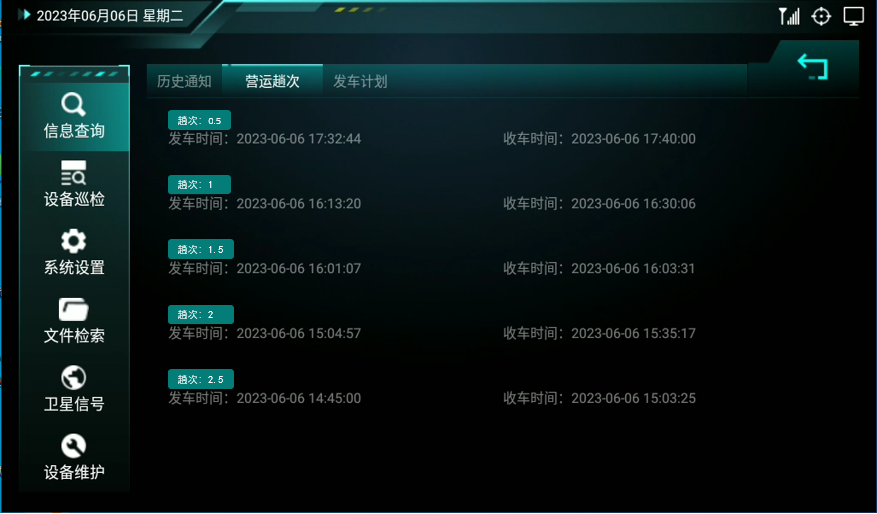 2023年06月06日 星期二
历史通知
营运趟次
发车计划
信息查询
设备巡检
系统设置
文件检索
卫星信号
设备维护
趟次：0.5
发车时间：2023-06-06 17:32:44
收车时间：2023-06-06 17:40:00
趟次：1
发车时间：2023-06-06 16:13:20
收车时间：2023-06-06 16:30:06
趟次：1.5
发车时间：2023-06-06 16:01:07
收车时间：2023-06-06 16:03:31
趟次：2
发车时间：2023-06-06 15:04:57
收车时间：2023-06-06 15:35:17
趟次：2.5
发车时间：2023-06-06 14:45:00
收车时间：2023-06-06 15:03:25